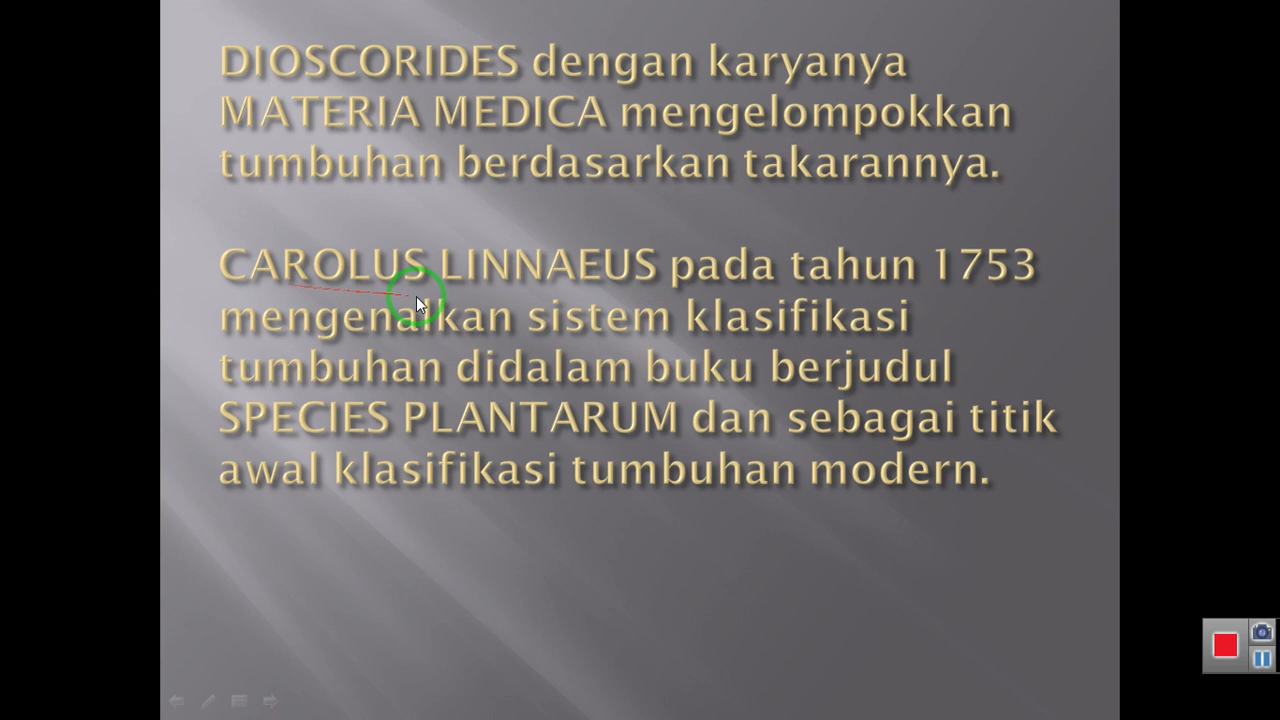 DIOSCORIDES dengan karyanya
MATERIA MEDICA mengelompokkan
tumbuhan berdasarkan takarannya.
CAROLUS LINNAEUS pada tahun 1753
mengenalkan sistem klasifikasi
tumbuhan didalam buku berjudul
SPECIES PLANTARUM dan sebagai titik
awal klasifikasi tumbuhan modern.